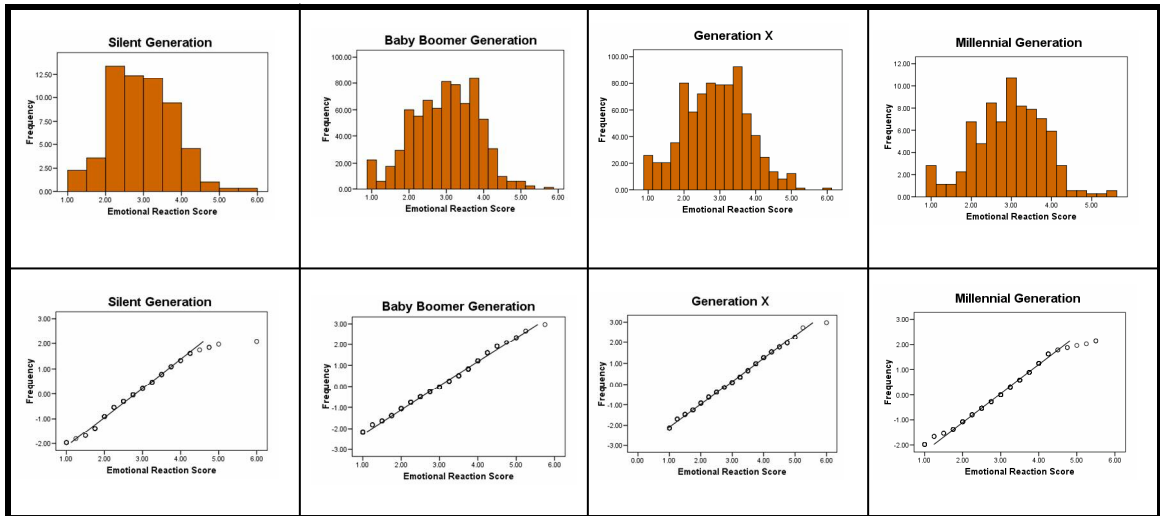 Silent Generation
12.50
10.00
7.50
5.00
2.50
0.00
Frequency
1.00 2.00 3.00 4.00 5.00 6.00
Emotional Reaction Score
Baby Boomer Generation
100.00
80.00
60.00
40.00
20.00
0.00
Frequency
1.00 2.00 3.00 4.00 5.00 6.00
Emotional Reaction Score
Generation X
100.00
80.00
60.00
40.00
20.00
0.00
Frequency
1.00 2.00 3.00 4.00 5.00 6.00
Emotional Reaction Score
Millennial Generation
12.00
10.00
8.00
6.00
4.00
2.00
0.00
Frequency
1.00 2.00 3.00 4.00 5.00
Emotional Reaction Score
Silent Generation
3.00
2.00
1.00
0.00
-1.00
-2.00
Frequency
1.00 2.00 3.00 4.00 5.00 6.00
Emotional Reaction Score
Baby Boomer Generation
3.00
2.00
1.00
0.00
-1.00
-2.00
-3.00
Frequency
1.00 2.00 3.00 4.00 5.00 6.00
Emotional Reaction Score
Generation X
3.00
2.00
1.00
0.00
-1.00
-2.00
-3.00
Frequency
0.00 1.00 2.00 3.00 4.00 5.00 6.00
Emotional Reaction Score
Millennial Generation
3.00
2.00
1.00
0.00
-1.00
-2.00
Frequency
1.00 2.00 3.00 4.00 5.00 6.00
Emotional Reaction Score